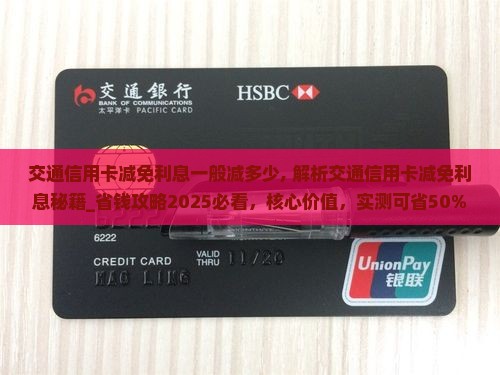 交通銀行
BANK OF COMMUNICATIONS
太平洋卡 PACIFIC CARD
HSBC
交通信用卡减免利息一般减多少, 解析交通信用卡减免利
息秘籍_省钱攻略2025必看，核心价值，实测可省50%
6222
CREDIT CARD
VALID
THRU
11/20
MAO LING
UnionPay
银联